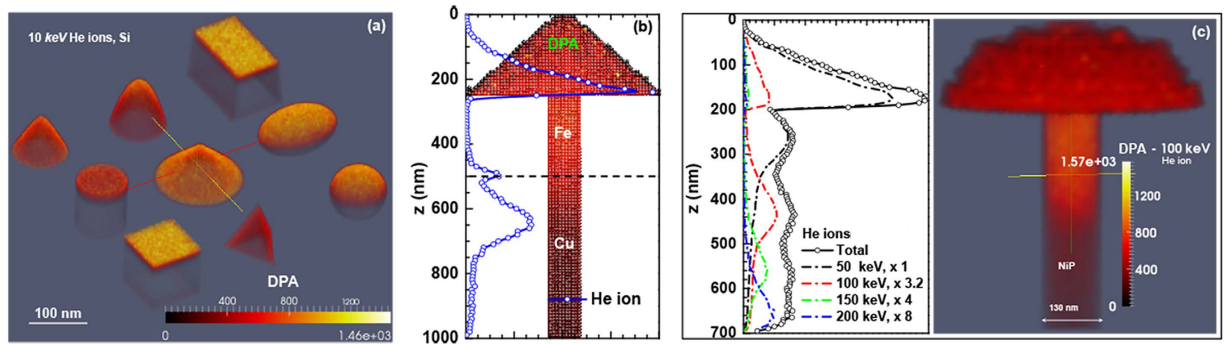 10 keV He ions, Si
(a)
DPA
400 800 1200
0 1.46e+03
100 nm
(b)
0
200
400
600
800
1000
z (nm)
DPA
Fe
Cu
He ion
0
100
200
300
400
500
600
700
z (nm)
He ions
Total
50 keV, x 1
100 keV, x 3.2
150 keV, x 4
200 keV, x 8
(c)
1.57e+03
DPA - 100 keV
He ion
1200
800
400
0
NiP
130 nm